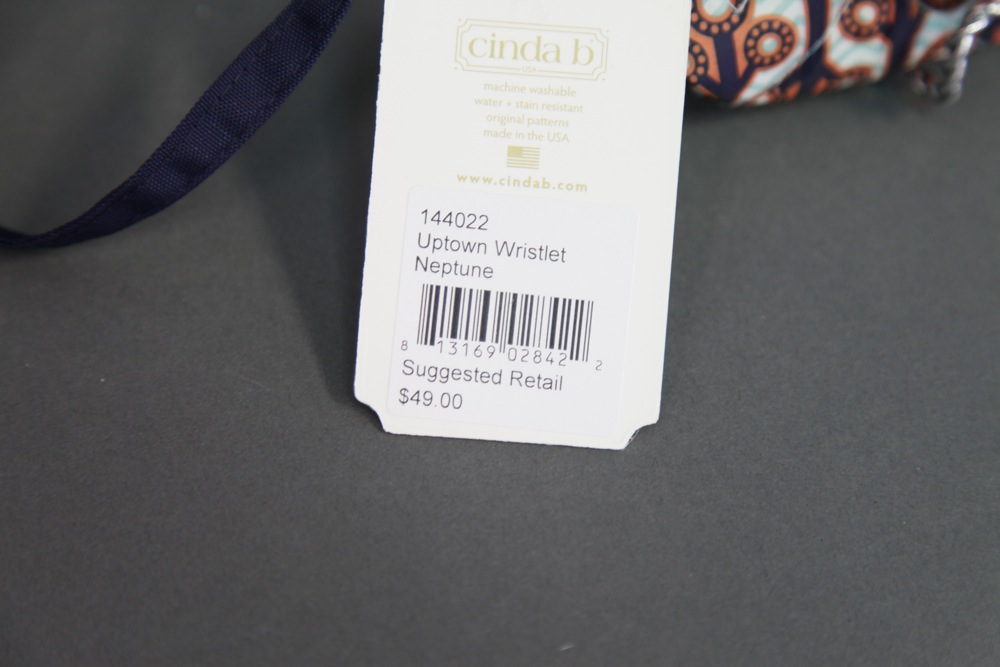 cinda b
USA
machine washable
water + stain resistant
original patterns
made in the USA
www.cindab.com
144022
Uptown Wristlet
Neptune
8 13169 02842 2
Suggested Retail
$49.00